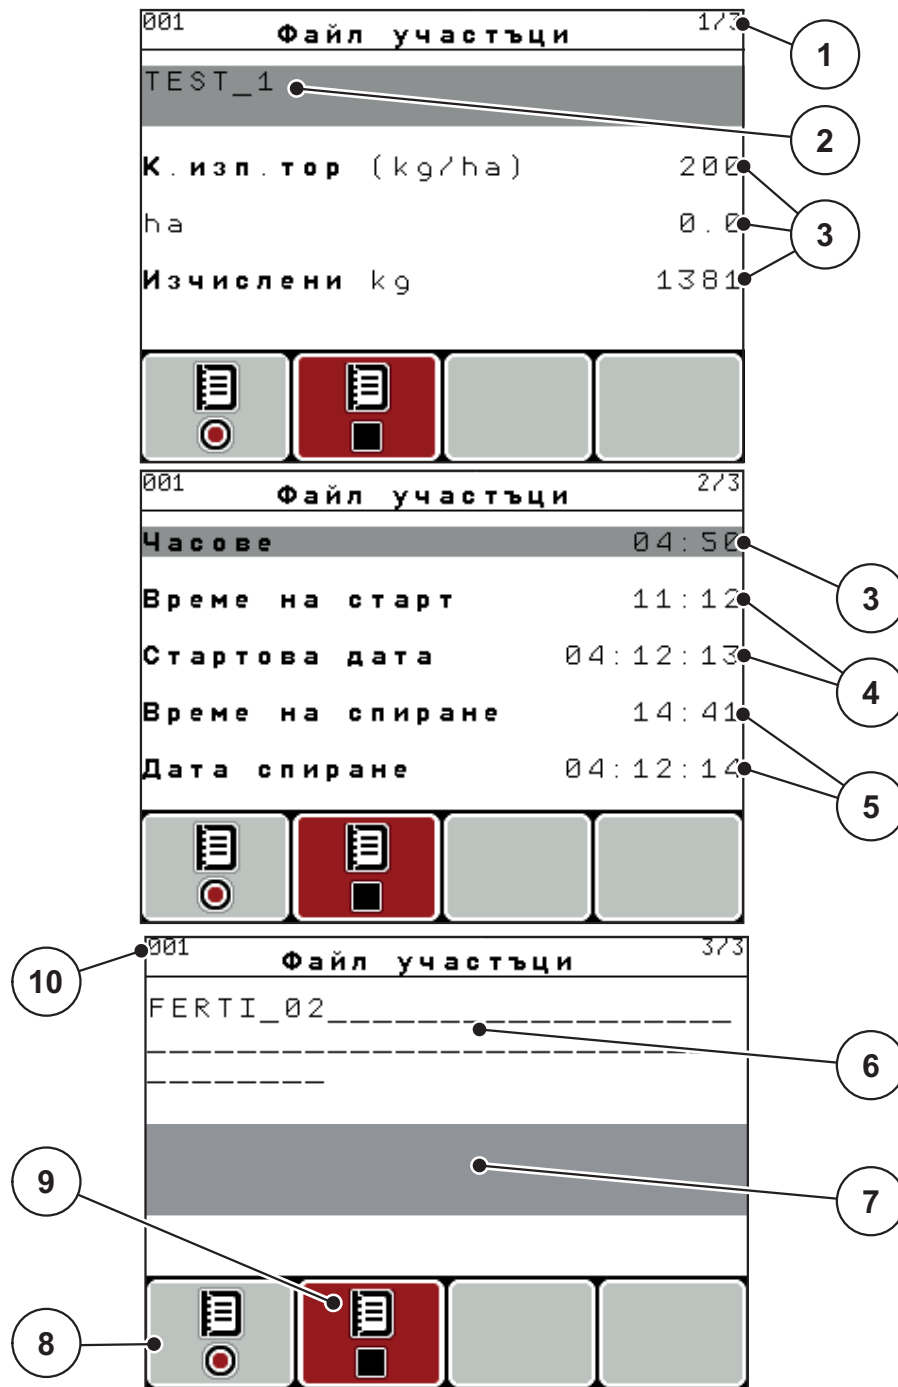 001 Файл участъци 1/3
1
TEST_1
2
К.изп.тор (kg/ha) 200
ha 0.0
3
Изчислени kg 1381
001 Файл участъци 2/3
Часове 04:50
3
Време на старт 11:12
Стартова дата 04:12:13
4
Време на спиране 14:41
Дата спиране 04:12:14
5
001 Файл участъци 3/3
10
FERTI_02_______________________
_________________________________
________
6
9
7
8